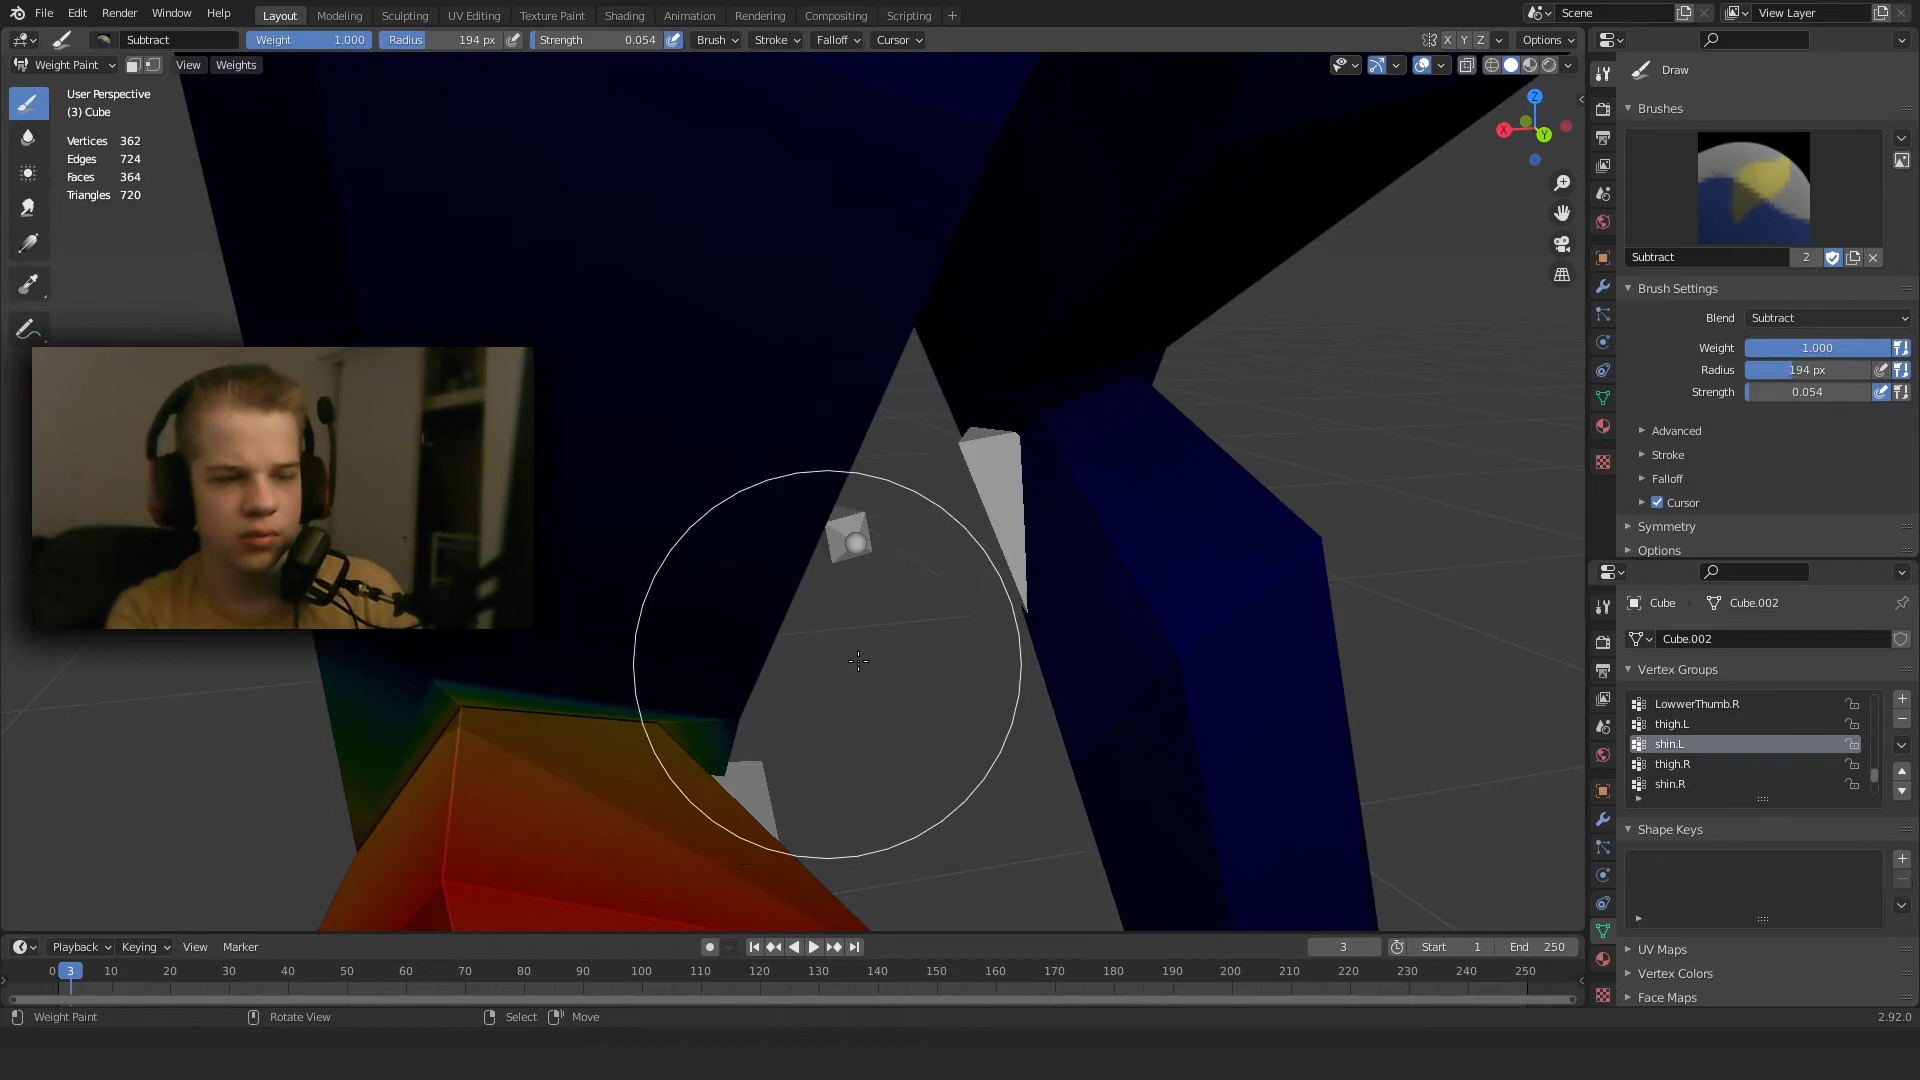 File Edit Render Window Help Layout Modeling Sculpting UV Editing Texture Paint Shading Animation Rendering Compositing Scripting Scene View Layer
Subtract Weight 1.000 Radius 194 px Strength 0.054 Brush Stroke Falloff Cursor X Y Z Options
Weight Paint View Weights
User Perspective
(3) Cube
Vertices 362
Edges 724
Faces 364
Triangles 720
Z
X
Y
Draw
Brushes
Subtract 2
Brush Settings
Blend Subtract
Weight 1.000
Radius 194 px
Strength 0.054
Advanced
Stroke
Falloff
Cursor
Symmetry
Options
Cube Cube.002
Cube.002
Vertex Groups
LowwerThumb.R
thigh.L
shin.L
thigh.R
shin.R
Shape Keys
UV Maps
Vertex Colors
Face Maps
Playback Keying View Marker 3 Start 1 End 250
0 3 10 20 30 40 50 60 70 80 90 100 110 120 130 140 150 160 170 180 190 200 210 220 230 240 250
Weight Paint Rotate View Select Move 2.92.0